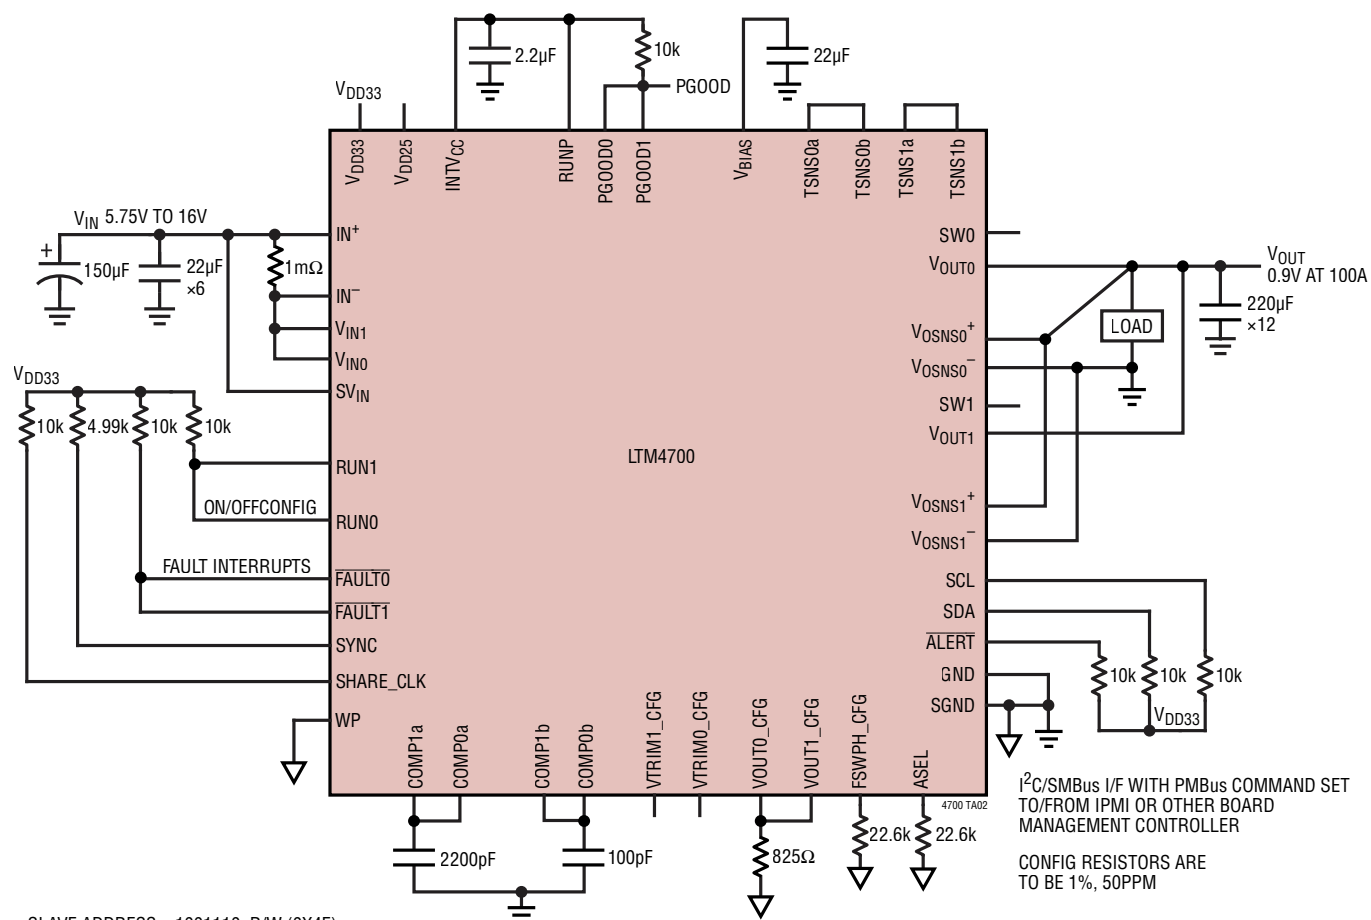 2.2µF
10k
PGOOD
22µF
VDD33
VDD33
VDD25
INTVCC
RUNP
PGOOD0
PGOOD1
VBIAS
TSNS0a
TSNS0b
TSNS1a
TSNS1b
VIN 5.75V TO 16V
+
150µF
22µF
×6
1mΩ
IN+
IN−
VIN1
VIN0
SVIN
VDD33
10k
4.99k
10k
10k
RUN1
ON/OFFCONFIG
RUN0
FAULT INTERRUPTS
FAULT0
FAULT1
SYNC
SHARE_CLK
WP
LTM4700
SW0
VOUT0
VOSNS0+
VOSNS0−
SW1
VOUT1
VOSNS1+
VOSNS1−
SCL
SDA
ALERT
GND
SGND
VOUT
0.9V AT 100A
LOAD
220µF
×12
10k
10k
10k
VDD33
COMP1a
COMP0a
COMP1b
COMP0b
VTRIM1_CFG
VTRIM0_CFG
VOUT0_CFG
VOUT1_CFG
FSWPH_CFG
ASEL
4700 TA02
2200pF
100pF
825Ω
22.6k
22.6k
I2C/SMBus I/F WITH PMBus COMMAND SET
TO/FROM IPMI OR OTHER BOARD
MANAGEMENT CONTROLLER
CONFIG RESISTORS ARE
TO BE 1%, 50PPM